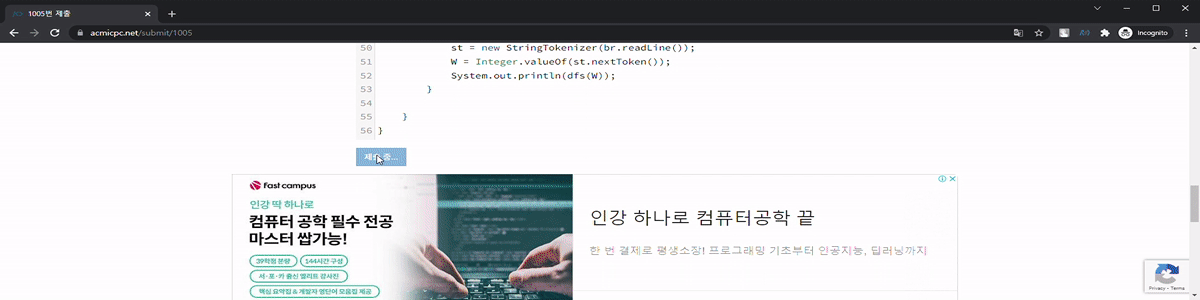 1005번 제출
acmicpc.net/submit/1005
Incognito
50 st = new StringTokenizer(br.readLine());
51 W = Integer.valueOf(st.nextToken());
52 System.out.println(dfs(W));
53 }
54
55 }
56 }
제출 중...
Fast campus
인강 딱 하나로
컴퓨터 공학 필수 전공
마스터 쌉가능!
39학점 분량 144시간 구성
서·포·카 출신 엘리트 강사진
핵심 요약집 & 개발자 영단어 모음집 제공
인강 하나로 컴퓨터공학 끝
한 번 결제로 평생소장! 프로그래밍 기초부터 인공지능, 딥러닝까지
Privacy - Terms